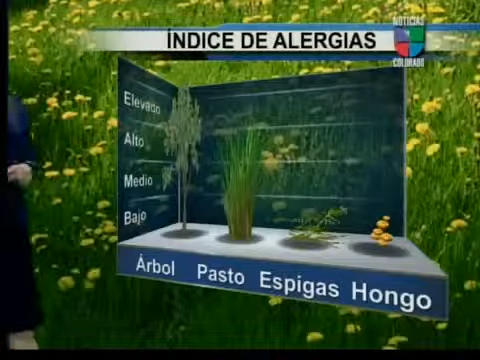 ÍNDICE DE ALERGIAS
NOTICIAS
COLORADO
Elevado
Alto
Medio
Bajo
Árbol Pasto Espigas Hongo